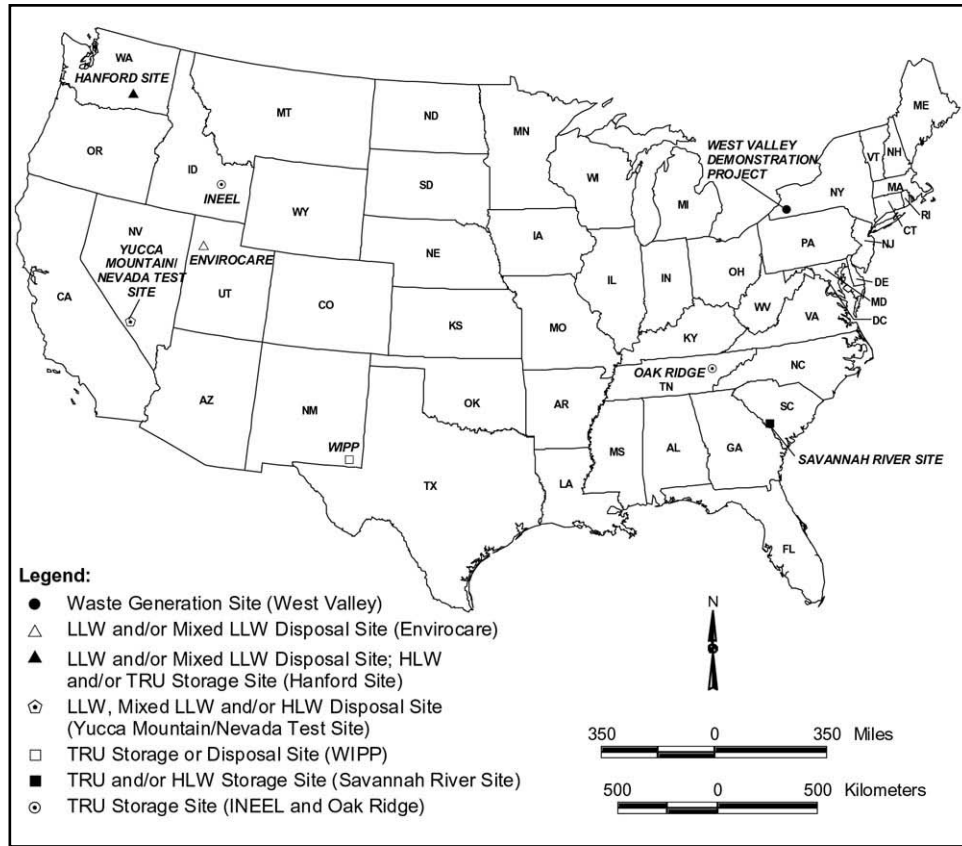 WA
HANFORD SITE
MT
ND
MN
ME
OR
ID
INEEL
WY
SD
WI
MI
WEST VALLEY
DEMONSTRATION
PROJECT
VT
NH
NY
MA
RI
CT
NV
YUCCA
MOUNTAIN/
NEVADA TEST
SITE
ENVIROCARE
UT
CA
NE
IA
PA
NJ
IL
IN
OH
DE
MD
DC
CO
KS
MO
WV
VA
KY
OAK RIDGE
TN
NC
AZ
NM
WIPP
OK
AR
SC
SAVANNAH RIVER SITE
MS
AL
GA
TX
LA
FL
Legend:
Waste Generation Site (West Valley)
LLW and/or Mixed LLW Disposal Site (Envirocare)
LLW and/or Mixed LLW Disposal Site; HLW
and/or TRU Storage Site (Hanford Site)
LLW, Mixed LLW and/or HLW Disposal Site
(Yucca Mountain/Nevada Test Site)
TRU Storage or Disposal Site (WIPP)
TRU and/or HLW Storage Site (Savannah River Site)
TRU Storage Site (INEEL and Oak Ridge)
N
350 0 350 Miles
500 0 500 Kilometers